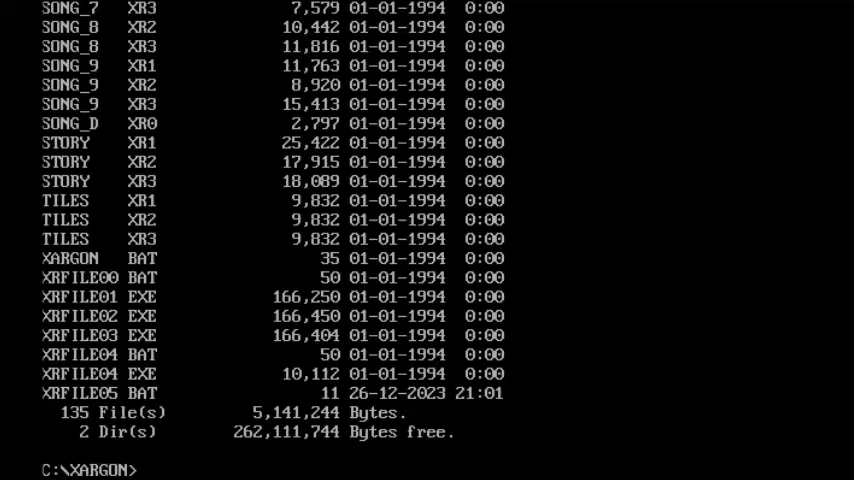 SONG_7   XR3              7,579 01-01-1994  0:00
SONG_8   XR2             10,442 01-01-1994  0:00
SONG_8   XR3             11,816 01-01-1994  0:00
SONG_9   XR1             11,763 01-01-1994  0:00
SONG_9   XR2              8,920 01-01-1994  0:00
SONG_9   XR3             15,413 01-01-1994  0:00
SONG_D   XR0              2,797 01-01-1994  0:00
STORY    XR1             25,422 01-01-1994  0:00
STORY    XR2             17,915 01-01-1994  0:00
STORY    XR3             18,089 01-01-1994  0:00
TILES    XR1              9,832 01-01-1994  0:00
TILES    XR2              9,832 01-01-1994  0:00
TILES    XR3              9,832 01-01-1994  0:00
XARGON   BAT                 35 01-01-1994  0:00
XRFILE00 BAT                 50 01-01-1994  0:00
XRFILE01 EXE            166,250 01-01-1994  0:00
XRFILE02 EXE            166,450 01-01-1994  0:00
XRFILE03 EXE            166,404 01-01-1994  0:00
XRFILE04 BAT                 50 01-01-1994  0:00
XRFILE04 EXE             10,112 01-01-1994  0:00
XRFILE05 BAT                 11 26-12-2023 21:01
135 File(s)         5,141,244 Bytes.
2 Dir(s)        262,111,744 Bytes free.
C:\XARGON>